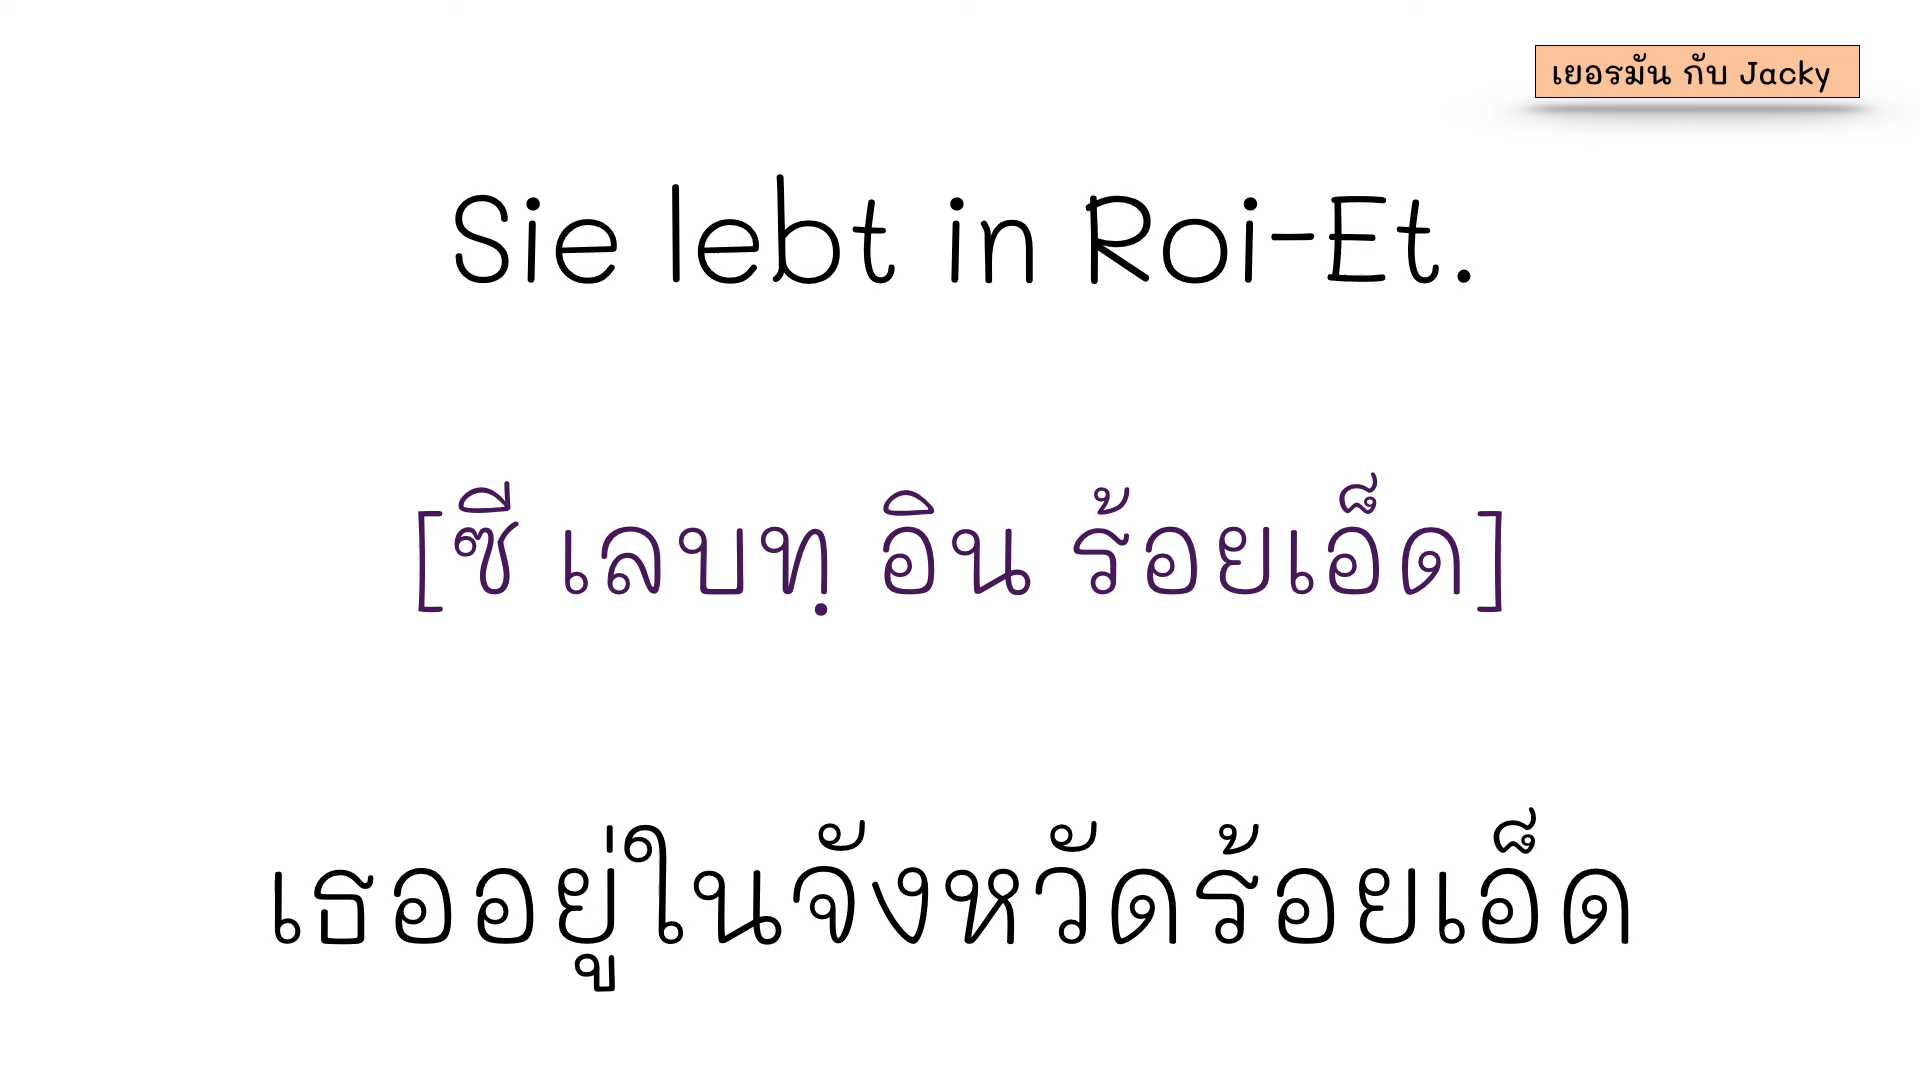 เยอรมัน กับ Jacky
Sie lebt in Roi-Et.
[ซี เลบทฺ อิน ร้อยเอ็ด]
เธออยู่ในจังหวัดร้อยเอ็ด